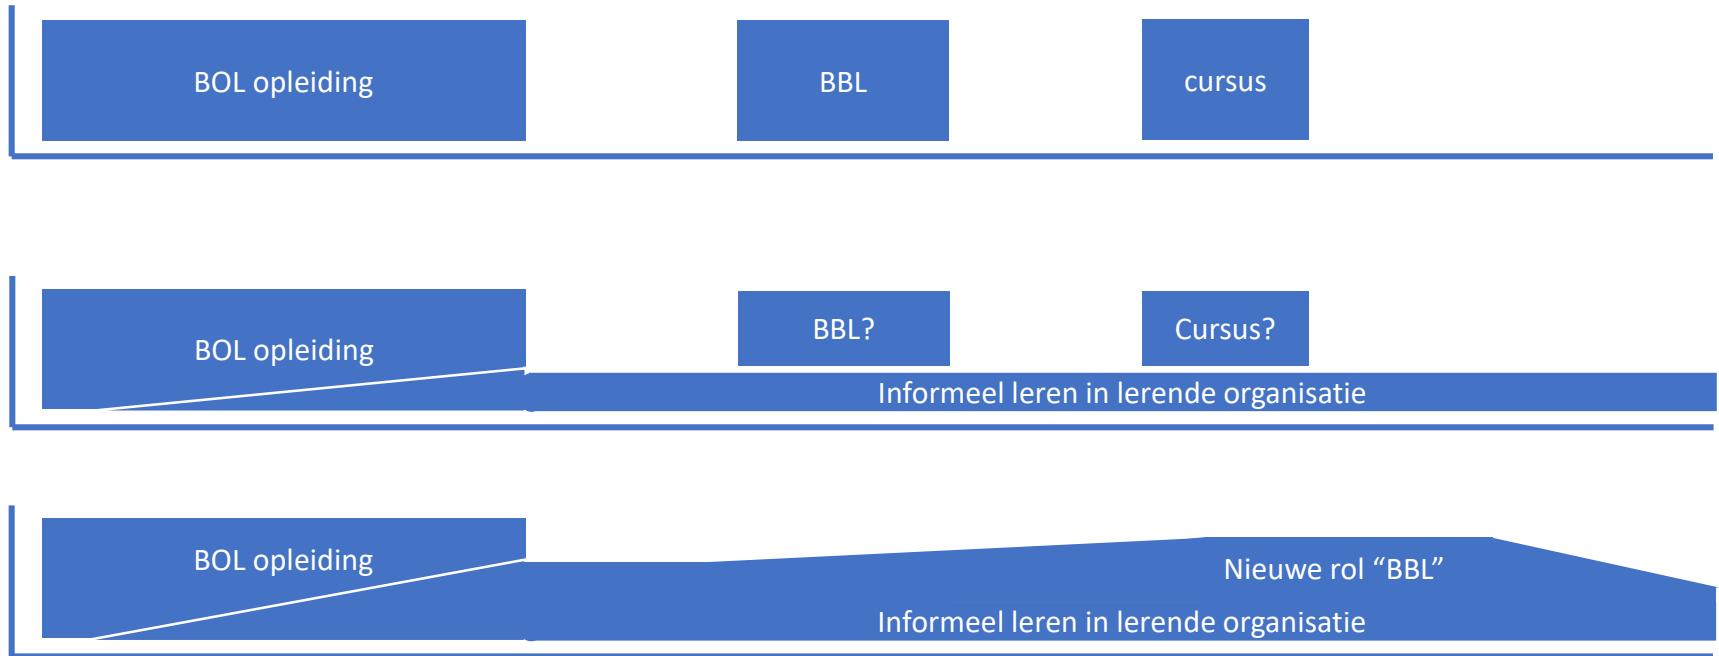 BOL opleiding
BBL
cursus
BOL opleiding
BBL?
Cursus?
Informeel leren in lerende organisatie
BOL opleiding
Nieuwe rol “BBL”
Informeel leren in lerende organisatie